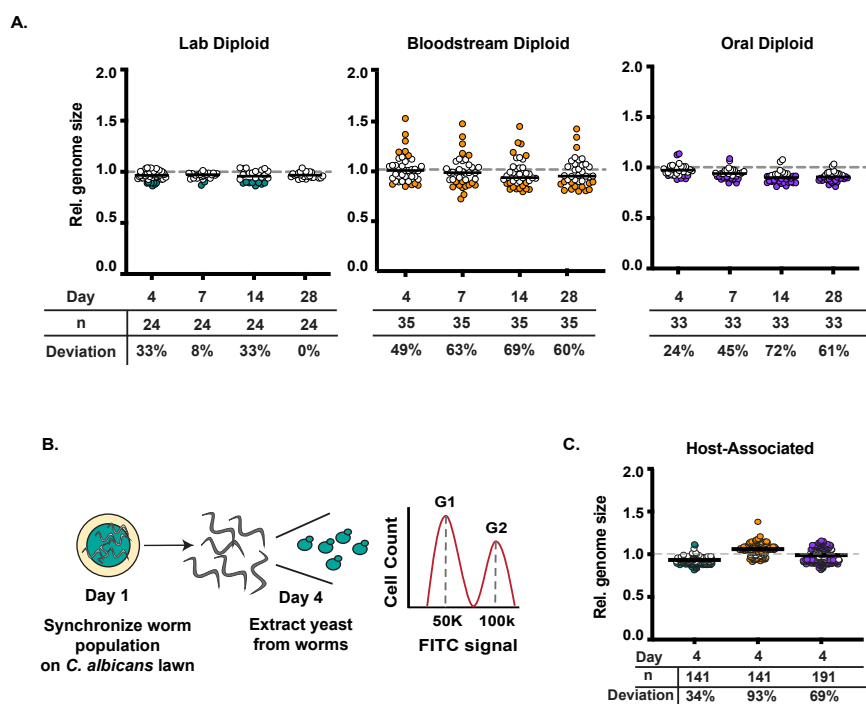 A.
Lab Diploid
Bloodstream Diploid
Oral Diploid
Rel. genome size
2.0
1.5
1.0
0.5
0.0
2.0
1.5
1.0
0.5
0.0
2.0
1.5
1.0
0.5
0.0
Day 4 7 14 28 4 7 14 28 4 7 14 28
n 24 24 24 24 35 35 35 35 33 33 33 33
Deviation 33% 8% 33% 0% 49% 63% 69% 60% 24% 45% 72% 61%
B.
Day 1
Synchronize worm
population
on C. albicans lawn
Day 4
Extract yeast
from worms
Cell Count
G1
G2
50K 100k
FITC signal
C.
Host-Associated
Rel. genome size
2.0
1.5
1.0
0.5
0.0
Day 4 4 4
n 141 141 191
Deviation 34% 93% 69%